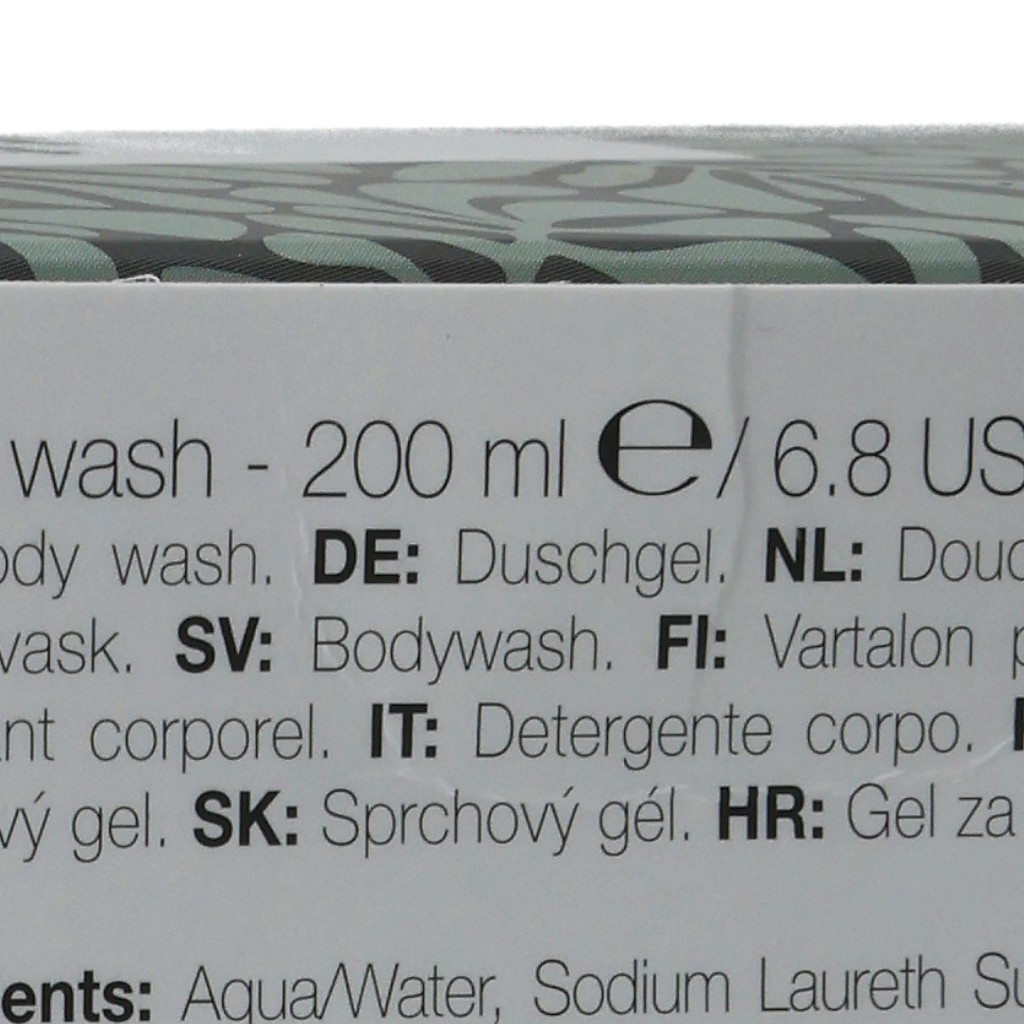 wash - 200 ml ℮/ 6.8 US
ody wash. DE: Duschgel. NL: Douc
vask. SV: Bodywash. FI: Vartalon p
nt corporel. IT: Detergente corpo.
vý gel. SK: Sprchový gél. HR: Gel za
ents: Aqua/Water, Sodium Laureth Su